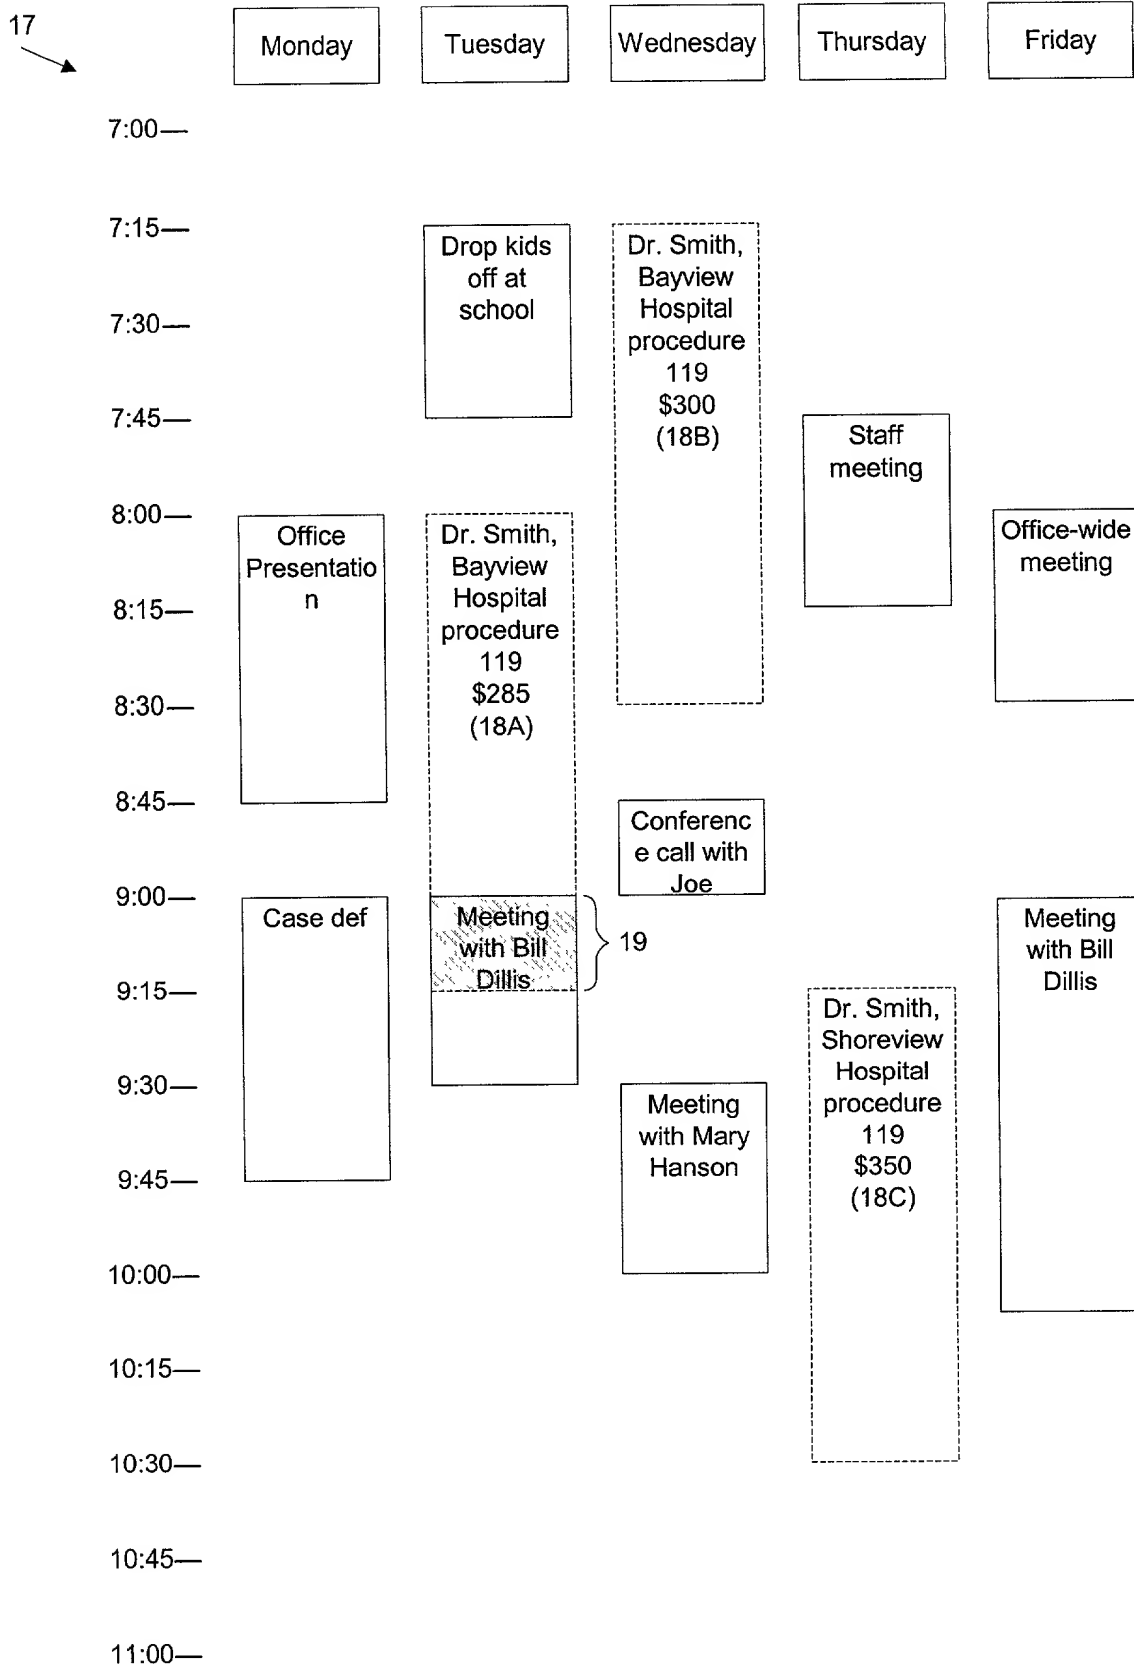 17
Monday
Tuesday
Wednesday
Thursday
Friday
7:00—
7:15—
7:30—
7:45—
8:00—
8:15—
8:30—
8:45—
9:00—
9:15—
9:30—
9:45—
10:00—
10:15—
10:30—
10:45—
11:00—
Office
Presentatio
n
Case def
Drop kids
off at
school
Dr. Smith,
Bayview
Hospital
procedure
119
$285
(18A)
Meeting
with Bill
Dillis
19
Dr. Smith,
Bayview
Hospital
procedure
119
$300
(18B)
Conferenc
e call with
Joe
Meeting
with Mary
Hanson
Staff
meeting
Dr. Smith,
Shoreview
Hospital
procedure
119
$350
(18C)
Office-wide
meeting
Meeting
with Bill
Dillis